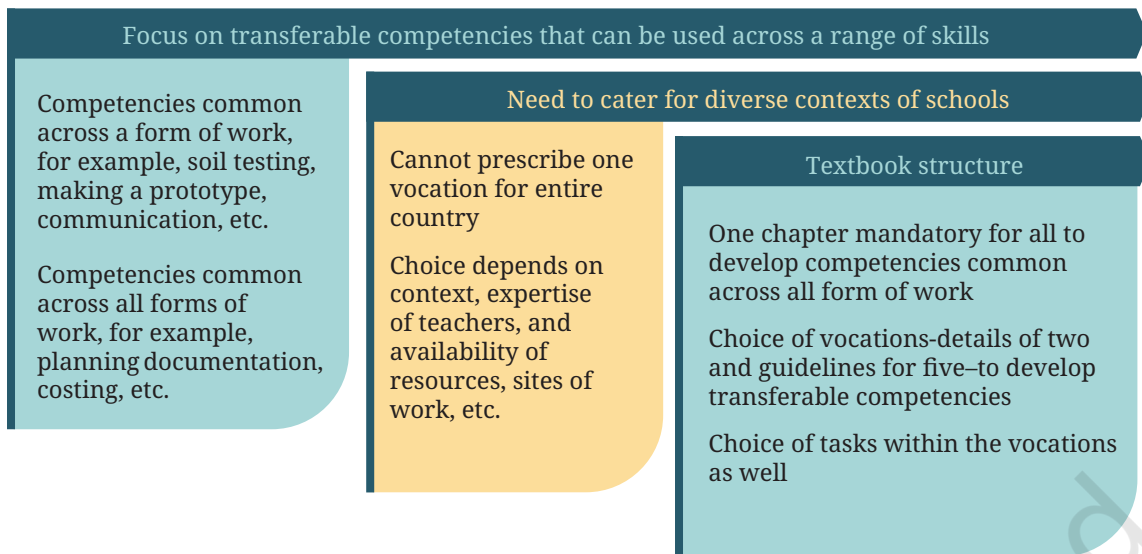 Focus on transferable competencies that can be used across a range of skills
Competencies common
across a form of work,
for example, soil testing,
making a prototype,
communication, etc.
Competencies common
across all forms of
work, for example,
planning documentation,
costing, etc.
Need to cater for diverse contexts of schools
Cannot prescribe one
vocation for entire
country
Choice depends on
context, expertise
of teachers, and
availability of
resources, sites of
work, etc.
Textbook structure
One chapter mandatory for all to
develop competencies common
across all form of work
Choice of vocations-details of two
and guidelines for five–to develop
transferable competencies
Choice of tasks within the vocations
as well